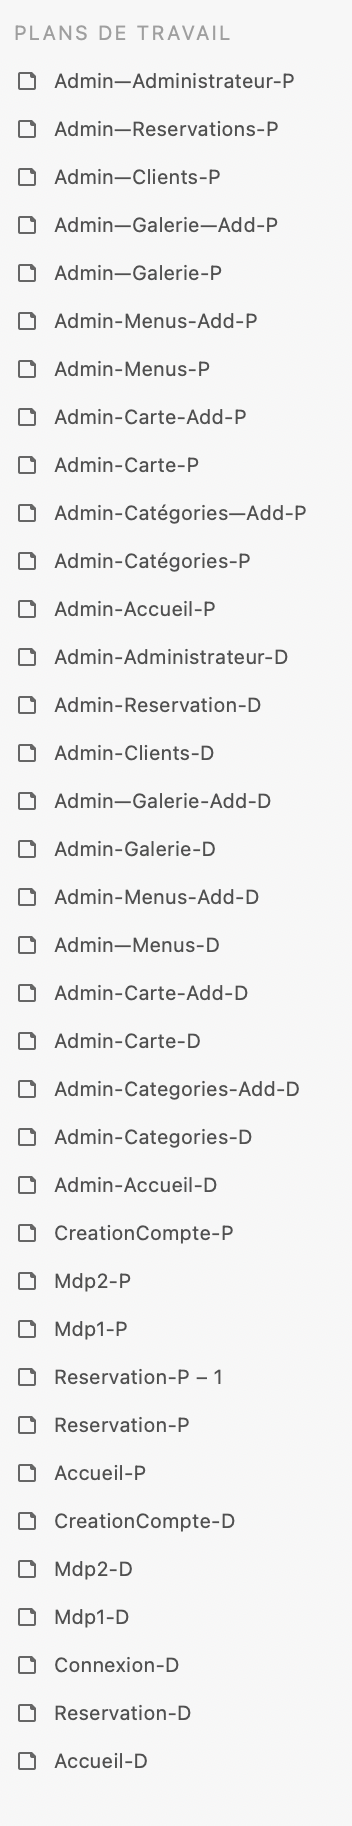 PLANS DE TRAVAIL
Admin—Administrateur-P
Admin—Reservations-P
Admin—Clients-P
Admin—Galerie—Add-P
Admin—Galerie-P
Admin-Menus-Add-P
Admin-Menus-P
Admin-Carte-Add-P
Admin-Carte-P
Admin-Catégories—Add-P
Admin-Catégories-P
Admin-Accueil-P
Admin-Administrateur-D
Admin-Reservation-D
Admin-Clients-D
Admin—Galerie-Add-D
Admin-Galerie-D
Admin-Menus-Add-D
Admin—Menus-D
Admin-Carte-Add-D
Admin-Carte-D
Admin-Categories-Add-D
Admin-Categories-D
Admin-Accueil-D
CreationCompte-P
Mdp2-P
Mdp1-P
Reservation-P – 1
Reservation-P
Accueil-P
CreationCompte-D
Mdp2-D
Mdp1-D
Connexion-D
Reservation-D
Accueil-D